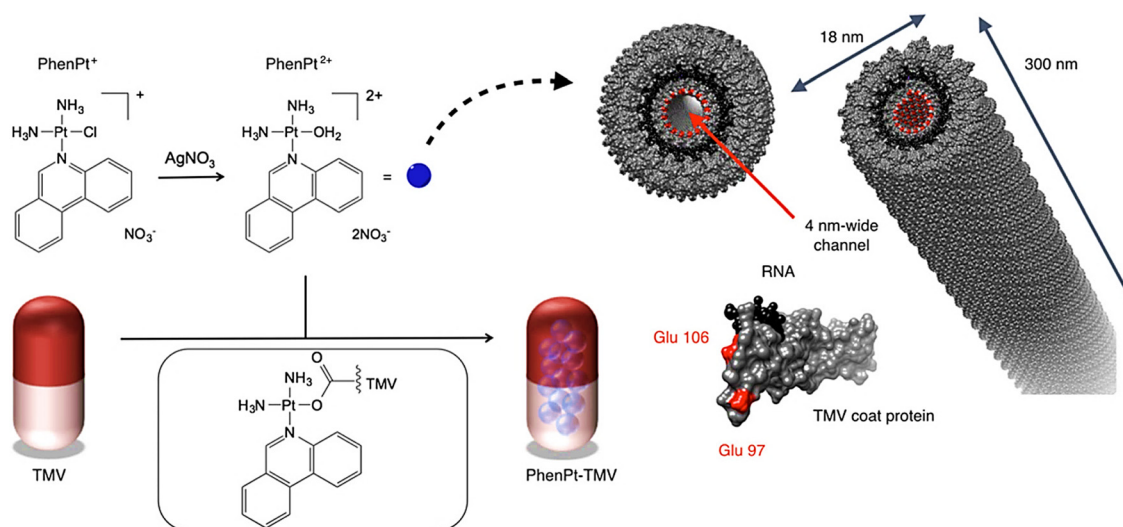 PhenPt⁺
NH₃
H₃N
Pt
Cl
N
+
NO₃⁻
AgNO₃
PhenPt²⁺
NH₃
H₃N
Pt
OH₂
N
2+
2NO₃⁻
=
18 nm
300 nm
4 nm-wide
channel
RNA
Glu 106
Glu 97
TMV coat protein
TMV
O
NH₃
H₃N
Pt
O
TMV
N
PhenPt-TMV